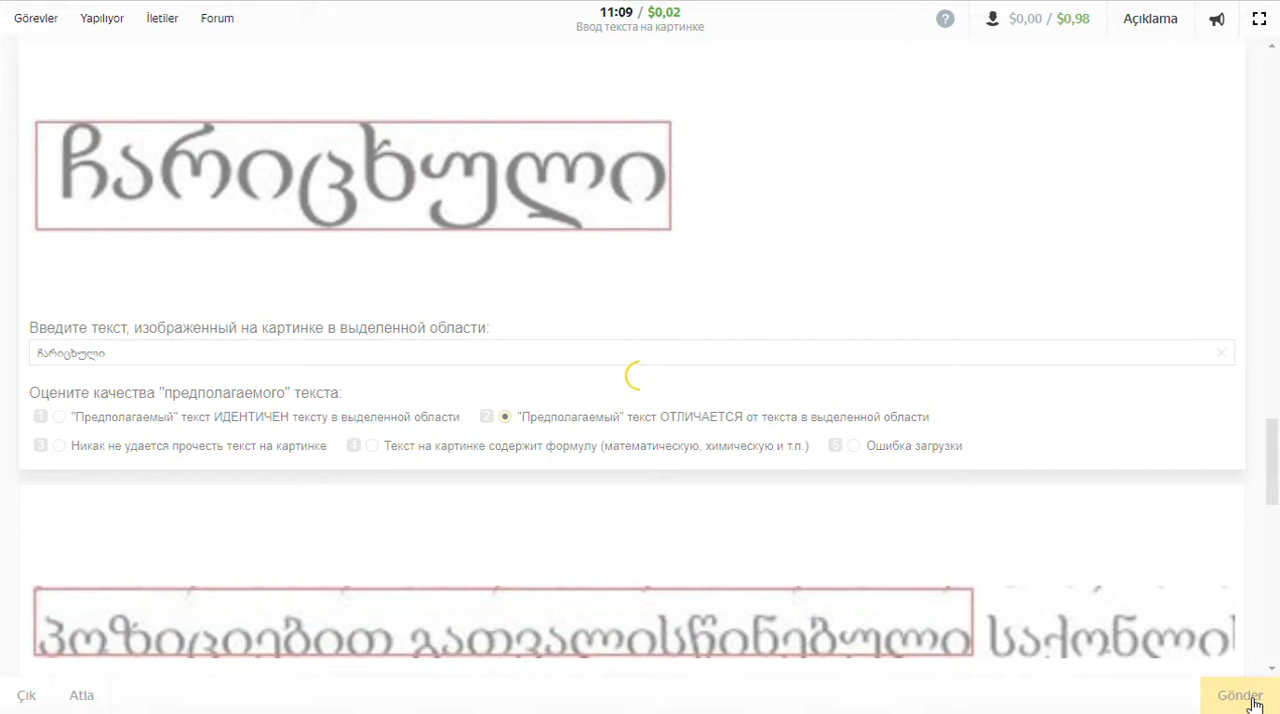 Görevler Yapılıyor İletiler Forum 11:09 / $0,02 ? $0,00 / $0,98 Açıklama
Ввод текста на картинке
ჩარიცხული
Введите текст, изображенный на картинке в выделенной области:
ჩარიცხული
Оцените качества "предполагаемого" текста:
1 "Предполагаемый" текст ИДЕНТИЧЕН тексту в выделенной области 2 "Предполагаемый" текст ОТЛИЧАЕТСЯ от текста в выделенной области
3 Никак не удается прочесть текст на картинке 4 Текст на картинке содержит формулу (математическую, химическую и т.п.) 5 Ошибка загрузки
პოზიციებით გათვალისწინებული საქონლის
Çık Atla Gönder